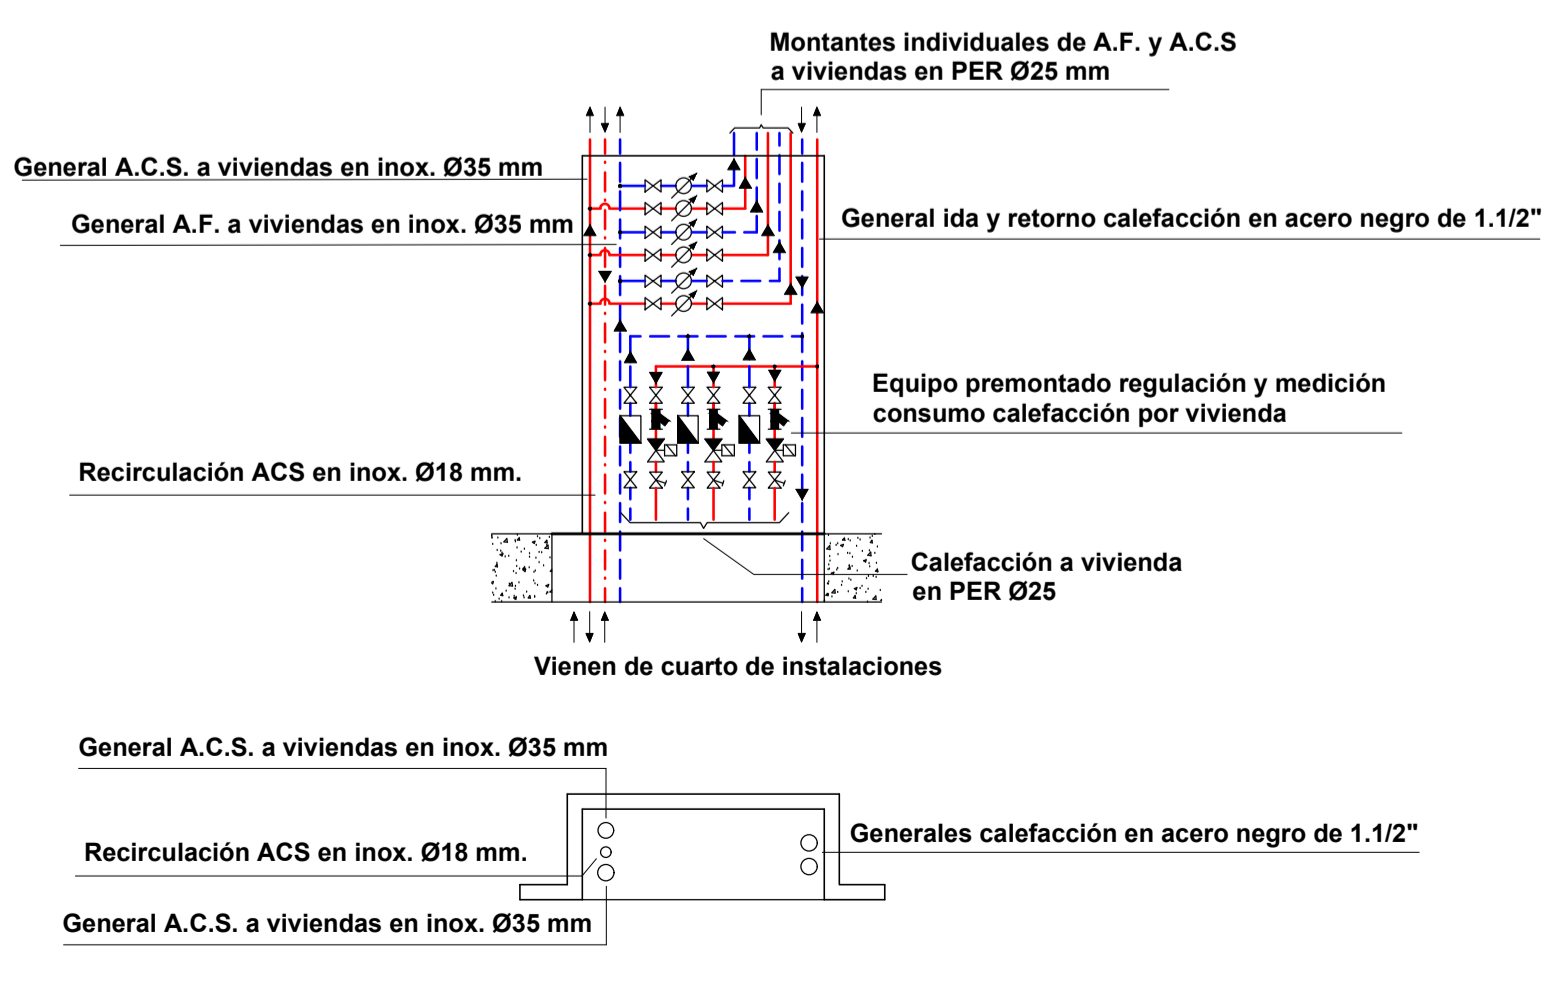 Montantes individuales de A.F. y A.C.S
a viviendas en PER Ø25 mm
General A.C.S. a viviendas en inox. Ø35 mm
General A.F. a viviendas en inox. Ø35 mm
General ida y retorno calefacción en acero negro de 1.1/2"
Equipo premontado regulación y medición
consumo calefacción por vivienda
Recirculación ACS en inox. Ø18 mm.
Calefacción a vivienda
en PER Ø25
Vienen de cuarto de instalaciones
General A.C.S. a viviendas en inox. Ø35 mm
Generales calefacción en acero negro de 1.1/2"
Recirculación ACS en inox. Ø18 mm.
General A.C.S. a viviendas en inox. Ø35 mm